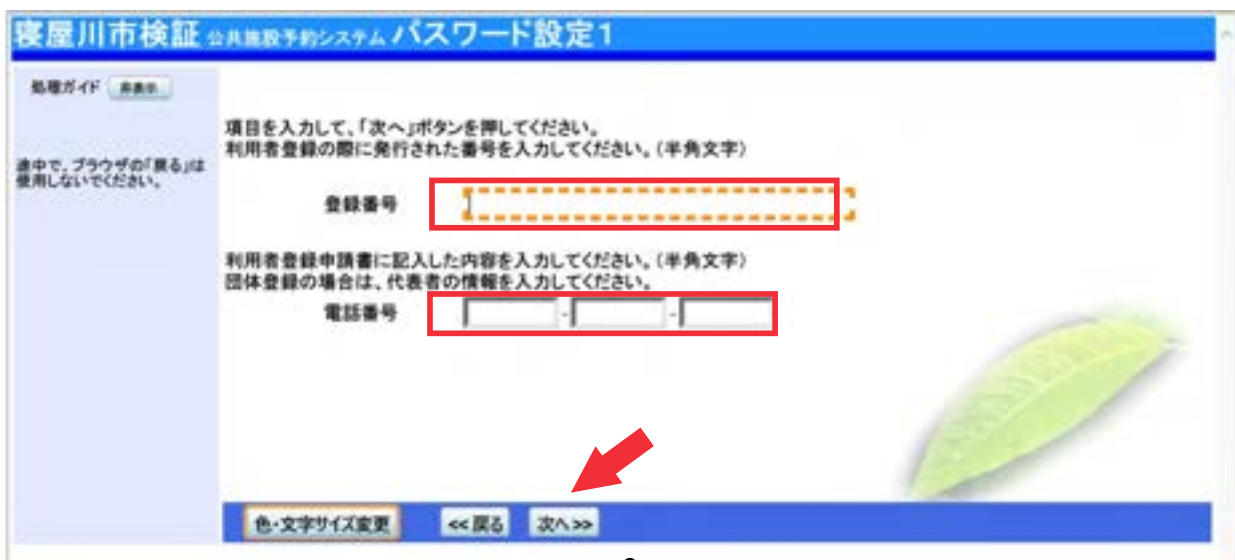 寝屋川市検証 公共施設予約システム パスワード設定1
処理ガイド 非表示
途中で、ブラウザの「戻る」は
使用しないでください。
項目を入力して、「次へ」ボタンを押してください。
利用者登録の際に発行された番号を入力してください。(半角文字)
登録番号
利用者登録申請書に記入した内容を入力してください。(半角文字)
団体登録の場合は、代表者の情報を入力してください。
電話番号 - -
色・文字サイズ変更 <<戻る 次へ>>